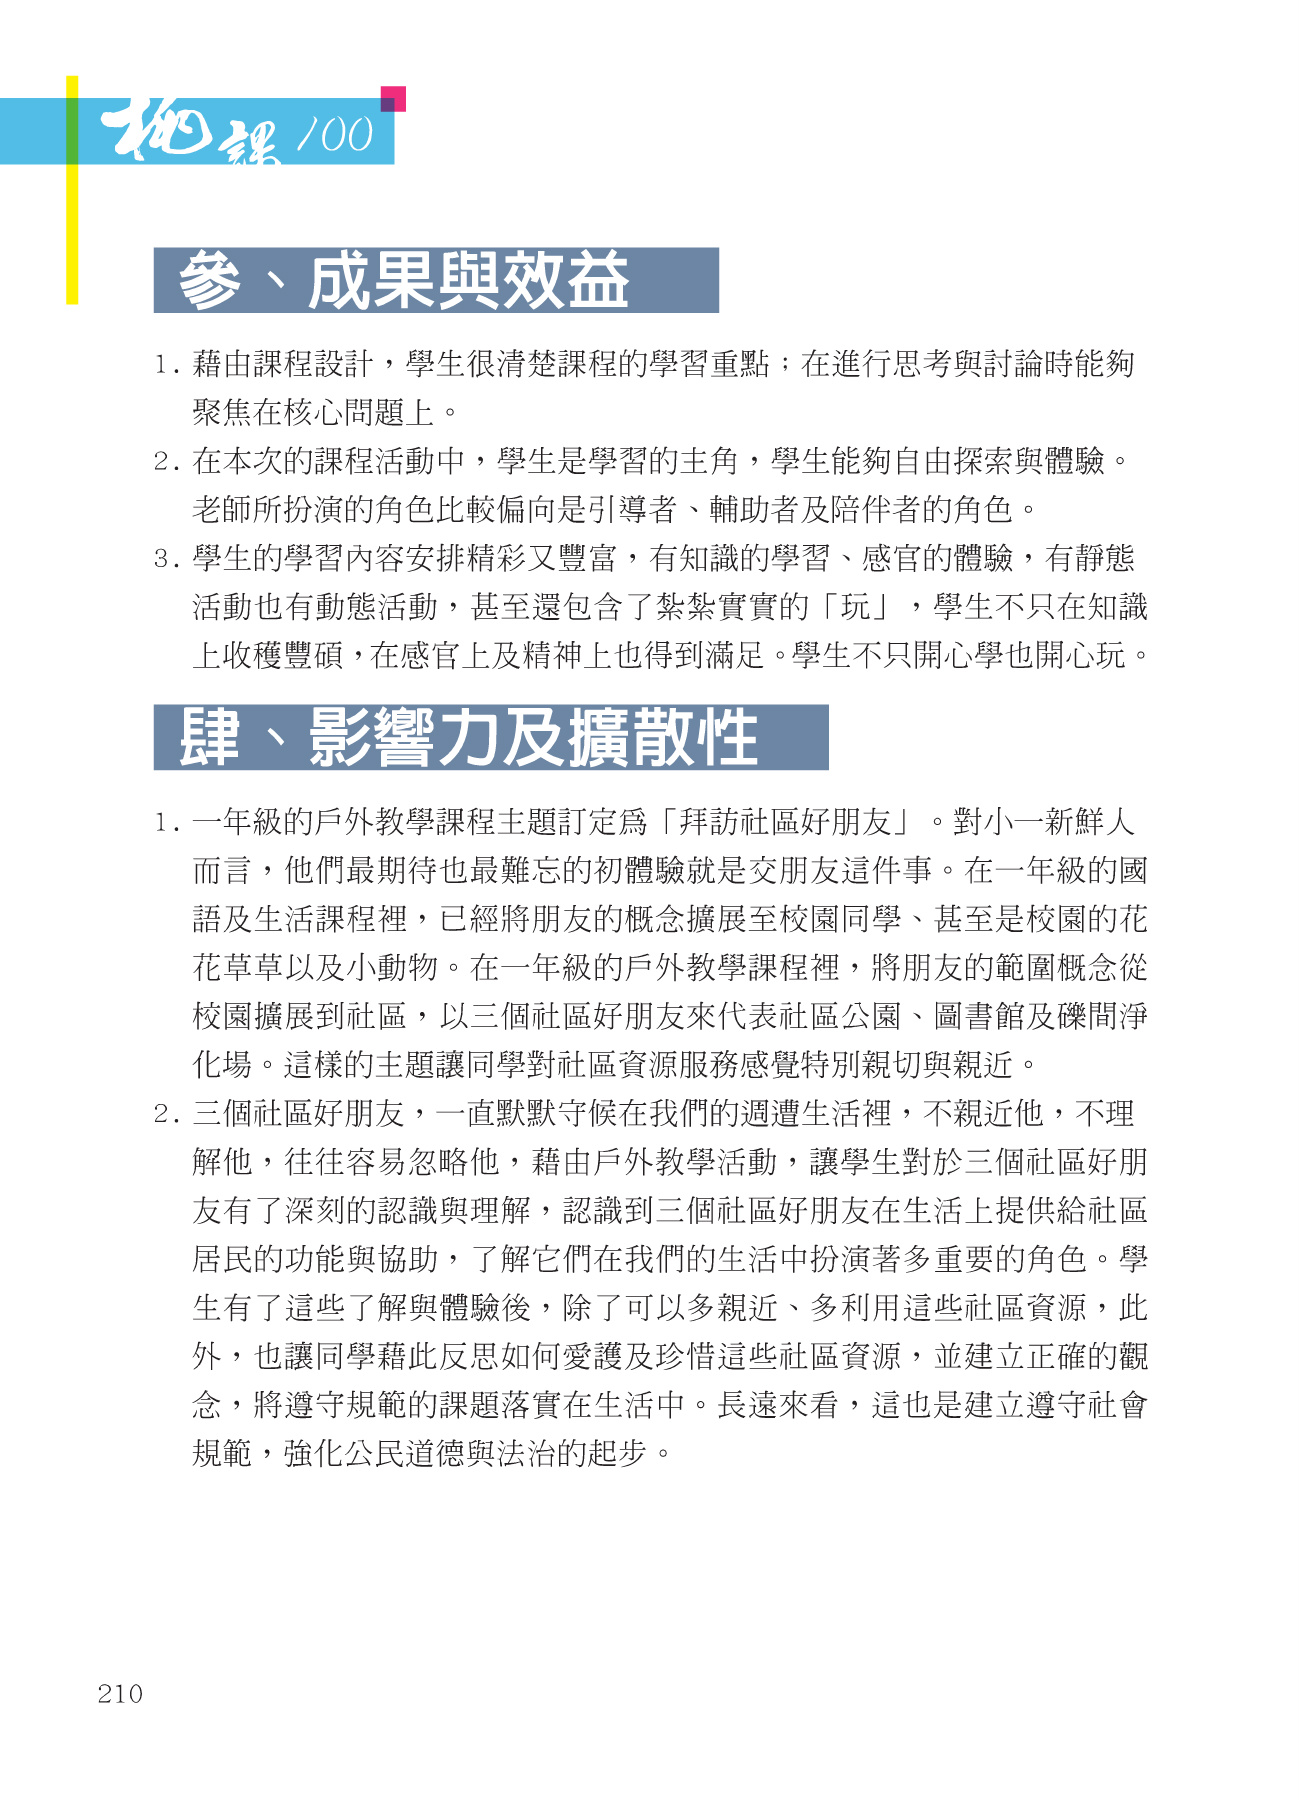 桃課100
參、成果與效益
1. 藉由課程設計，學生很清楚課程的學習重點；在進行思考與討論時能夠
聚焦在核心問題上。
2. 在本次的課程活動中，學生是學習的主角，學生能夠自由探索與體驗。
老師所扮演的角色比較偏向是引導者、輔助者及陪伴者的角色。
3. 學生的學習內容安排精彩又豐富，有知識的學習、感官的體驗，有靜態
活動也有動態活動，甚至還包含了紮紮實實的「玩」，學生不只在知識
上收穫豐碩，在感官上及精神上也得到滿足。學生不只開心學也開心玩。
肆、影響力及擴散性
1. 一年級的戶外教學課程主題訂定為「拜訪社區好朋友」。對小一新鮮人
而言，他們最期待也最難忘的初體驗就是交朋友這件事。在一年級的國
語及生活課程裡，已經將朋友的概念擴展至校園同學、甚至是校園的花
花草草以及小動物。在一年級的戶外教學課程裡，將朋友的範圍概念從
校園擴展到社區，以三個社區好朋友來代表社區公園、圖書館及礫間淨
化場。這樣的主題讓同學對社區資源服務感覺特別親切與親近。
2. 三個社區好朋友，一直默默守候在我們的週遭生活裡，不親近他，不理
解他，往往容易忽略他，藉由戶外教學活動，讓學生對於三個社區好朋
友有了深刻的認識與理解，認識到三個社區好朋友在生活上提供給社區
居民的功能與協助，了解它們在我們的生活中扮演著多重要的角色。學
生有了這些了解與體驗後，除了可以多親近、多利用這些社區資源，此
外，也讓同學藉此反思如何愛護及珍惜這些社區資源，並建立正確的觀
念，將遵守規範的課題落實在生活中。長遠來看，這也是建立遵守社會
規範，強化公民道德與法治的起步。
210